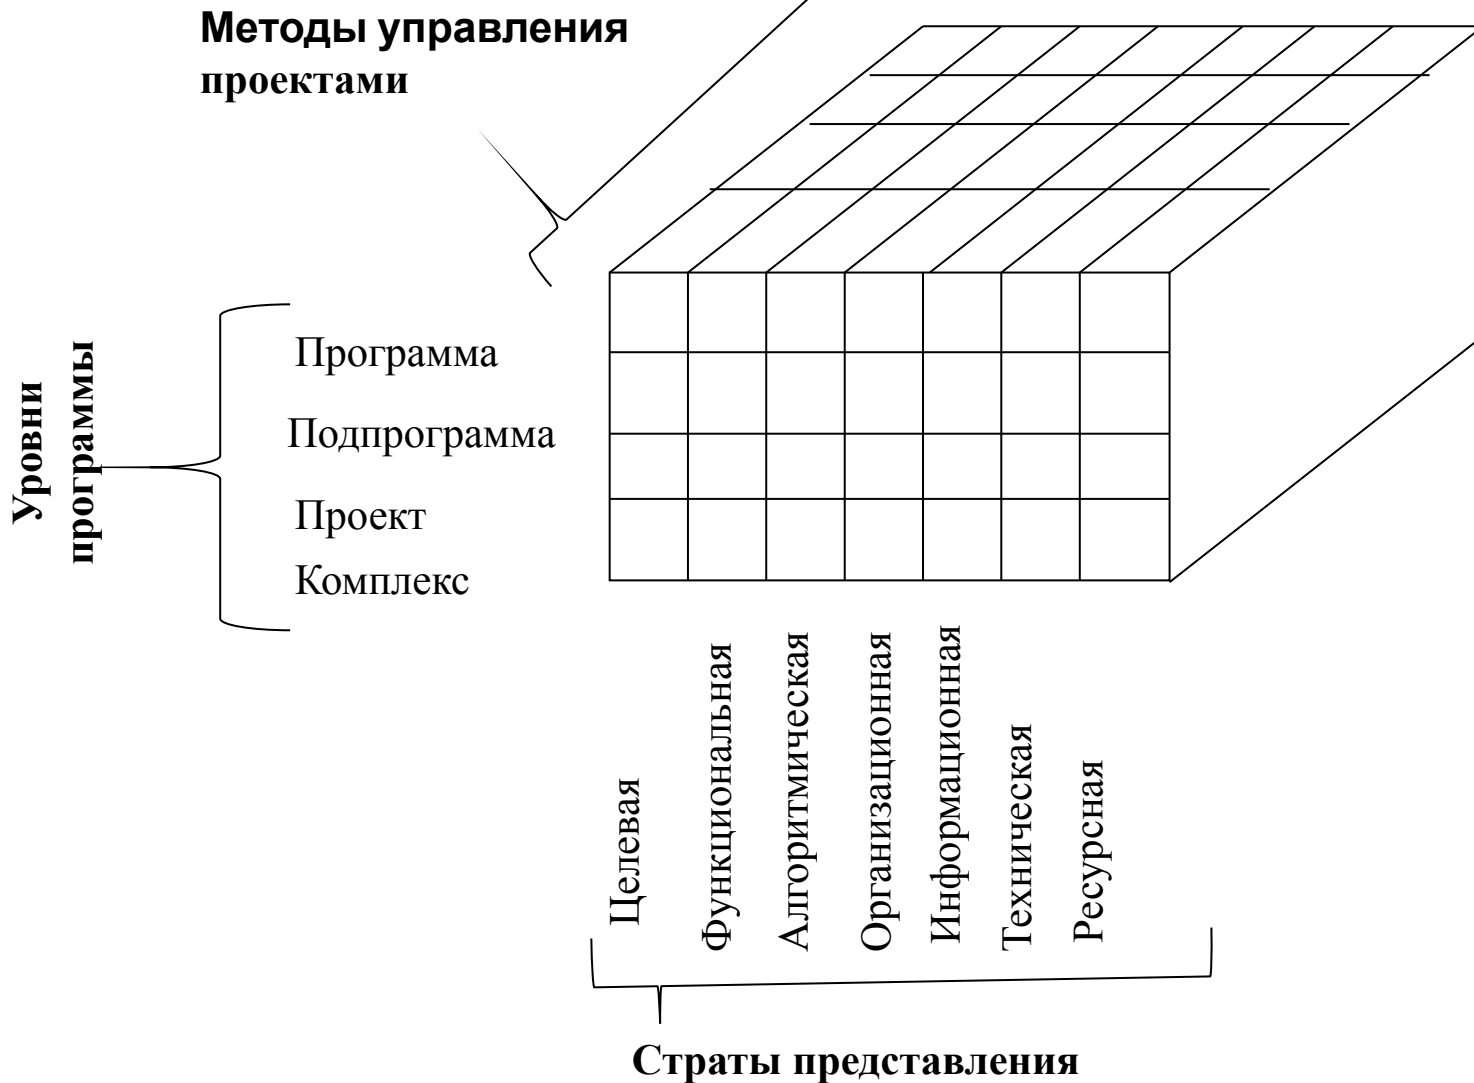 Методы управления
проектами
Уровни
программы
Программа
Подпрограмма
Проект
Комплекс
Целевая
Функциональная
Алгоритмическая
Организационная
Информационная
Техническая
Ресурсная
Страты представления